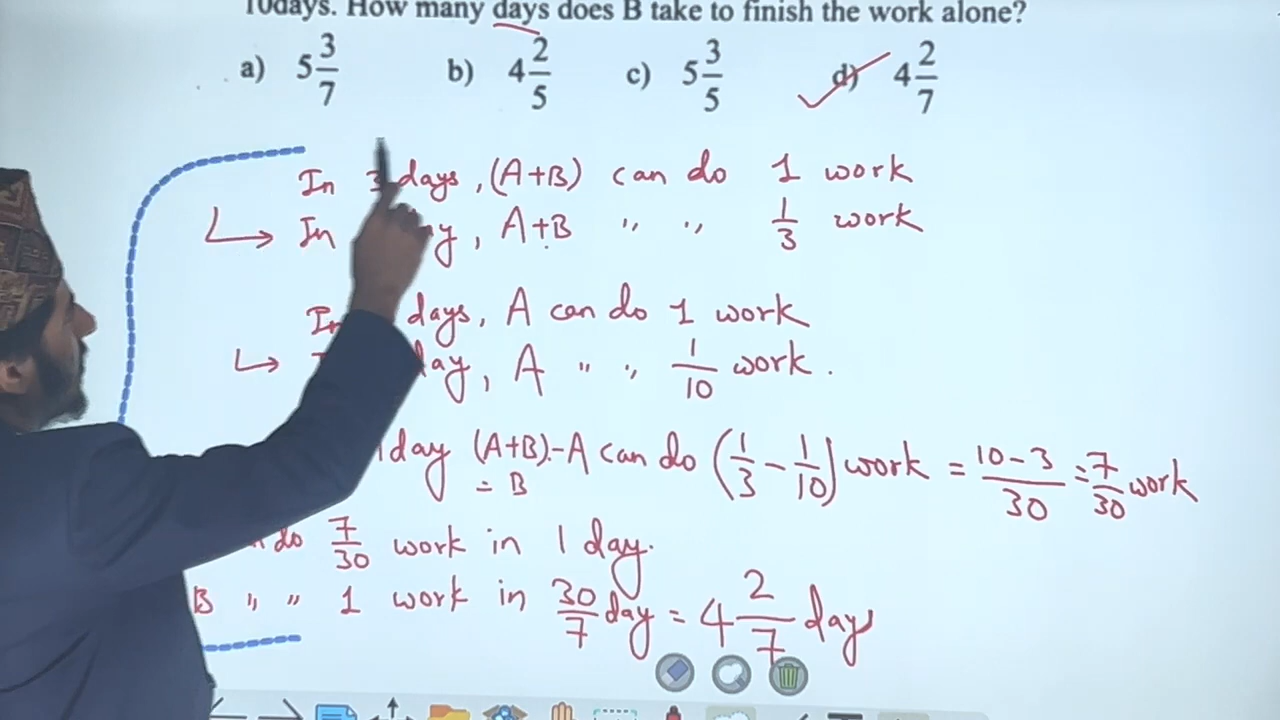 10days. How many days does B take to finish the work alone?
a) 5 3/7 b) 4 2/5 c) 5 3/5 d) 4 2/7
In 3 days, (A+B) can do 1 work
In day, A+B " " 1/3 work
In days, A can do 1 work
day, A " " 1/10 work.
1day (A+B)-A can do (1/3 - 1/10) work = 10-3/30 = 7/30 work
= B
do 7/30 work in 1 day.
B " " 1 work in 30/7 day = 4 2/7 days